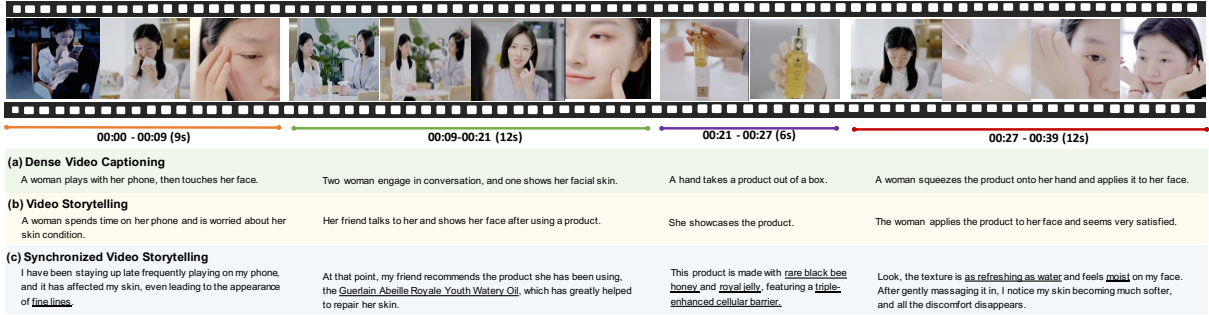 00:00 - 00:09 (9s)
00:09-00:21 (12s)
00:21 - 00:27 (6s)
00:27 - 00:39 (12s)
(a) Dense Video Captioning
A woman plays with her phone, then touches her face.
Two woman engage in conversation, and one shows her facial skin.
A hand takes a product out of a box.
A woman squeezes the product onto her hand and applies it to her face.
(b) Video Storytelling
A woman spends time on her phone and is worried about her
skin condition.
Her friend talks to her and shows her face after using a product.
She showcases the product.
The woman applies the product to her face and seems very satisfied.
(c) Synchronized Video Storytelling
I have been staying up late frequently playing on my phone,
and it has affected my skin, even leading to the appearance
of fine lines.
At that point, my friend recommends the product she has been using,
the Guerlain Abeille Royale Youth Watery Oil, which has greatly helped
to repair her skin.
This product is made with rare black bee
honey and royal jelly, featuring a triple-
enhanced cellular barrier.
Look, the texture is as refreshing as water and feels moist on my face.
After gently massaging it in, I notice my skin becoming much softer,
and all the discomfort disappears.